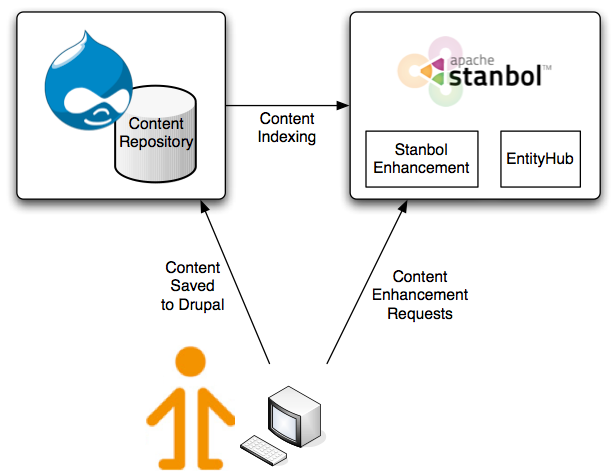 Content
Repository
Content
Indexing
apache
stanbol™
Stanbol
Enhancement
EntityHub
Content
Saved
to Drupal
Content
Enhancement
Requests